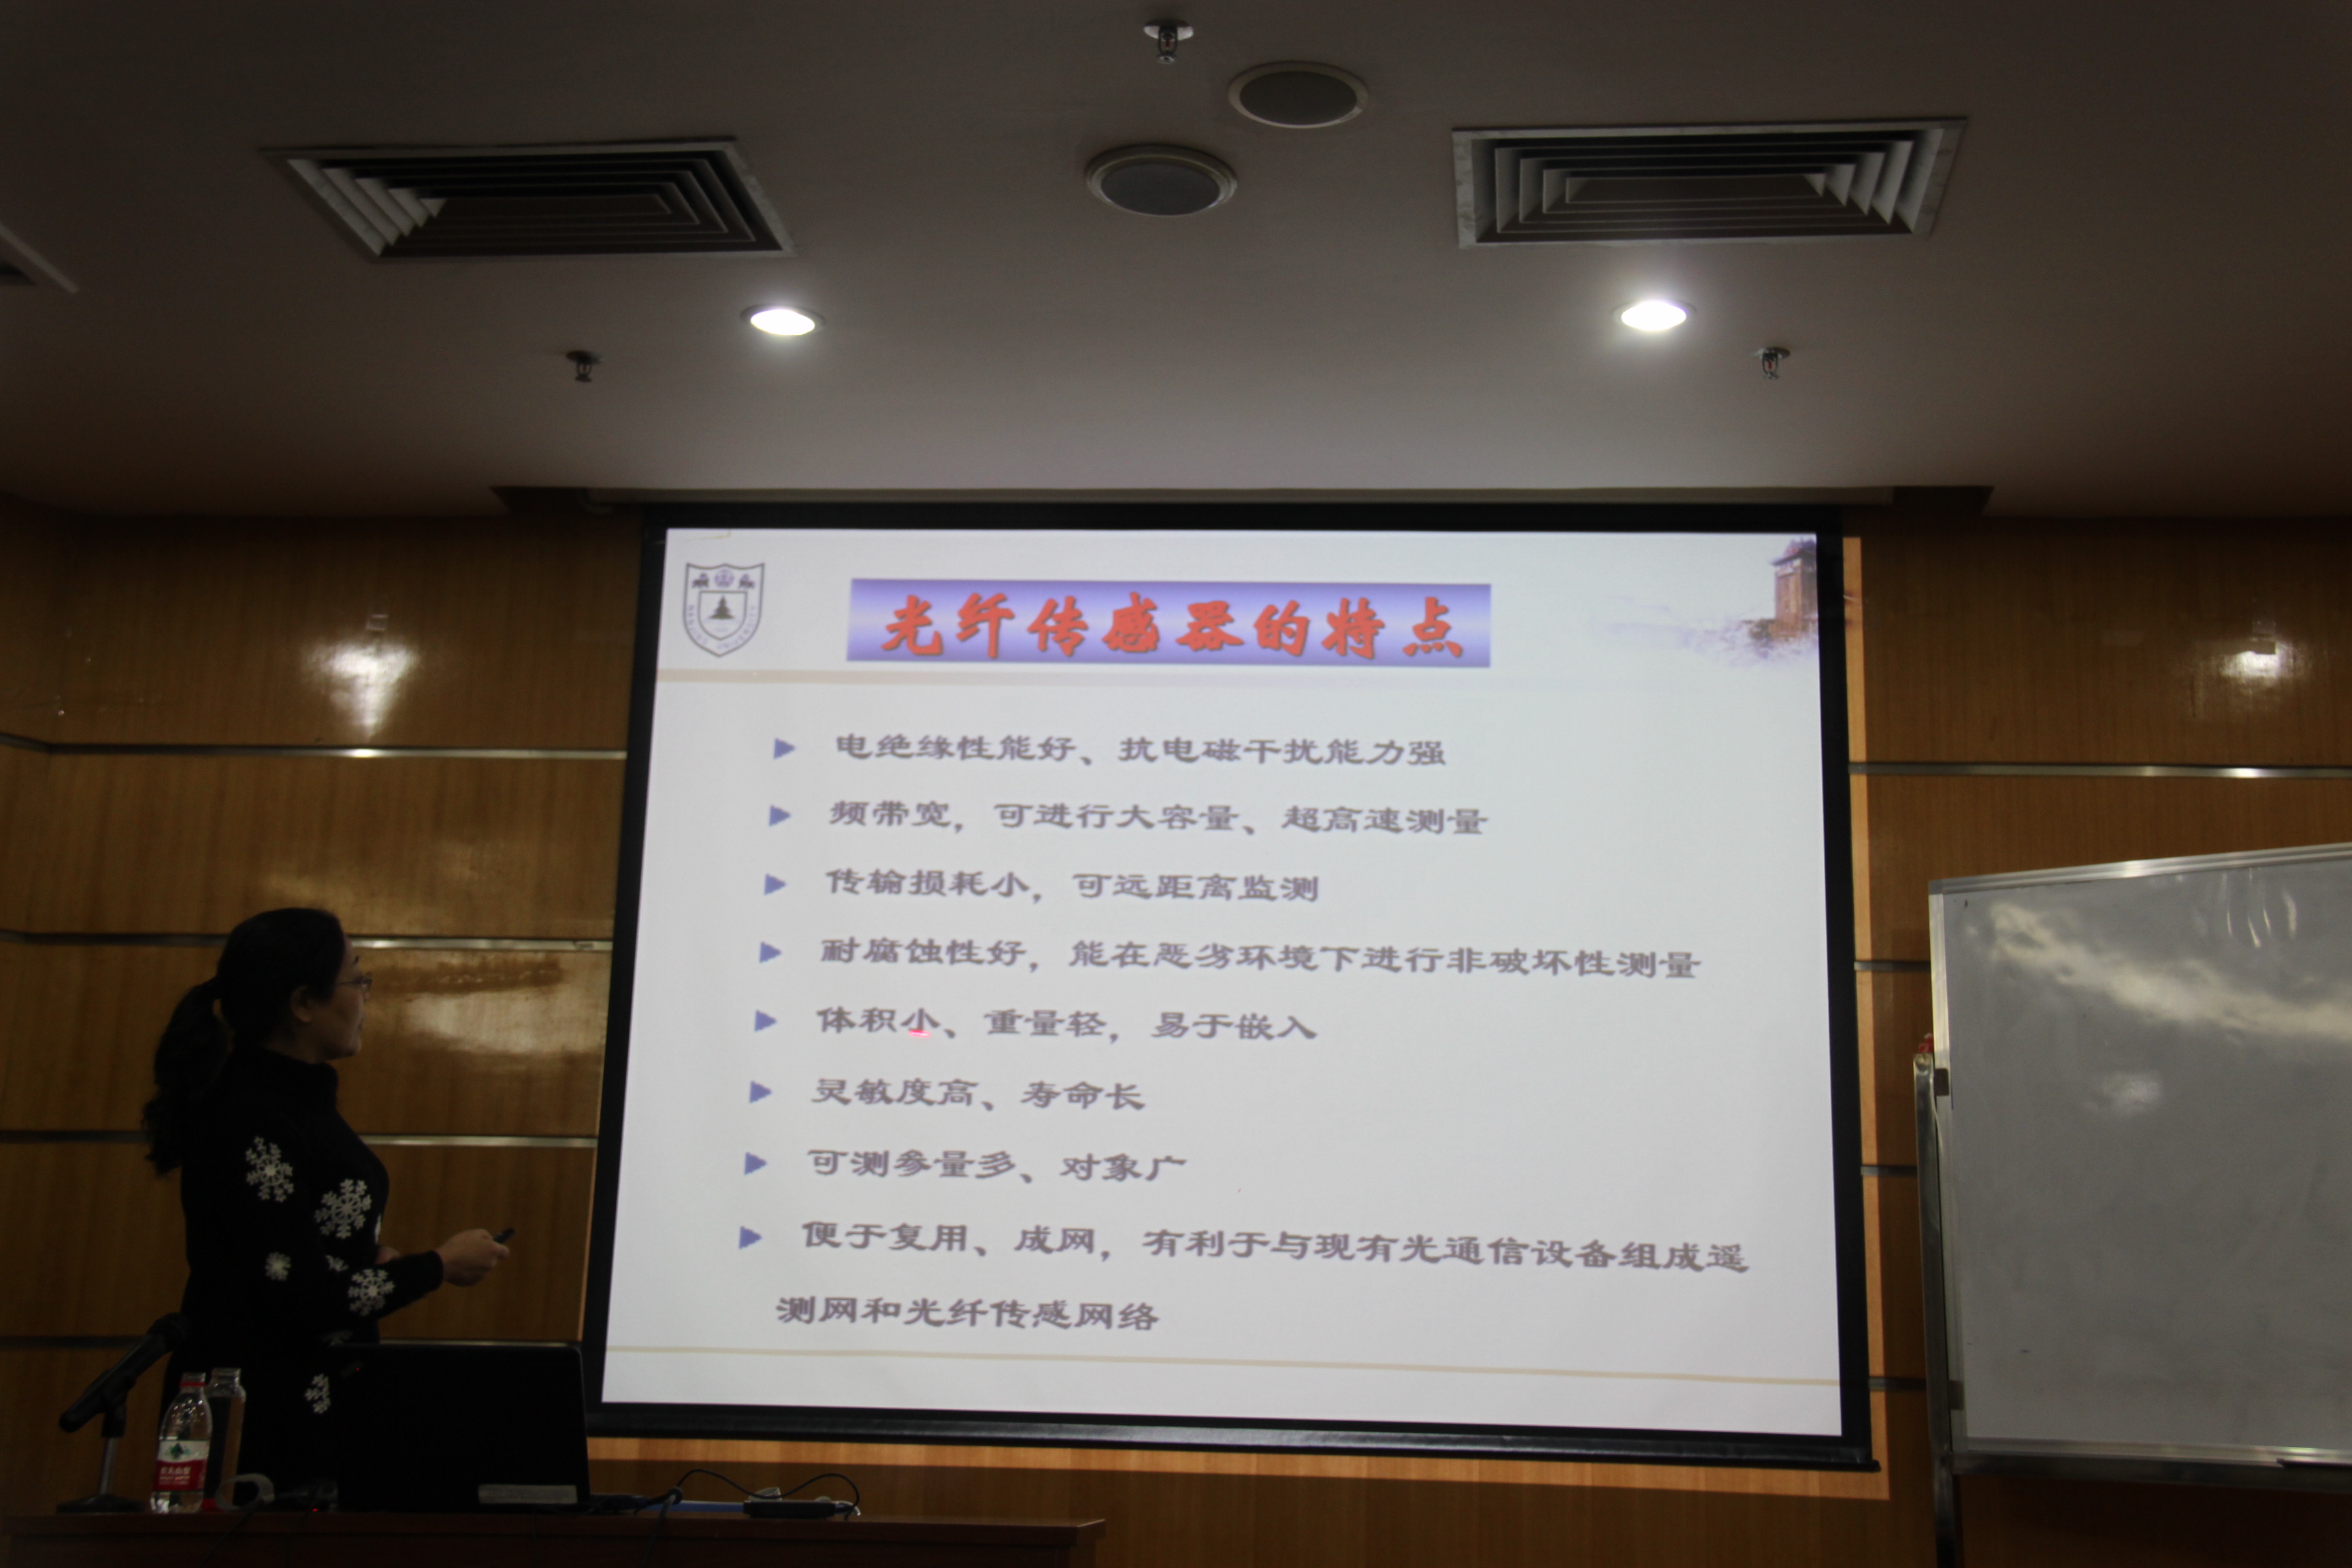 光纤传感器的特点
电绝缘性能好、抗电磁干扰能力强
频带宽，可进行大容量、超高速测量
传输损耗小，可远距离监测
耐腐蚀性好，能在恶劣环境下进行非破坏性测量
体积小、重量轻，易于嵌入
灵敏度高、寿命长
可测参量多、对象广
便于复用、成网，有利于与现有光通信设备组成遥
测网和光纤传感网络
NANJING UNIVERSITY
农夫山泉